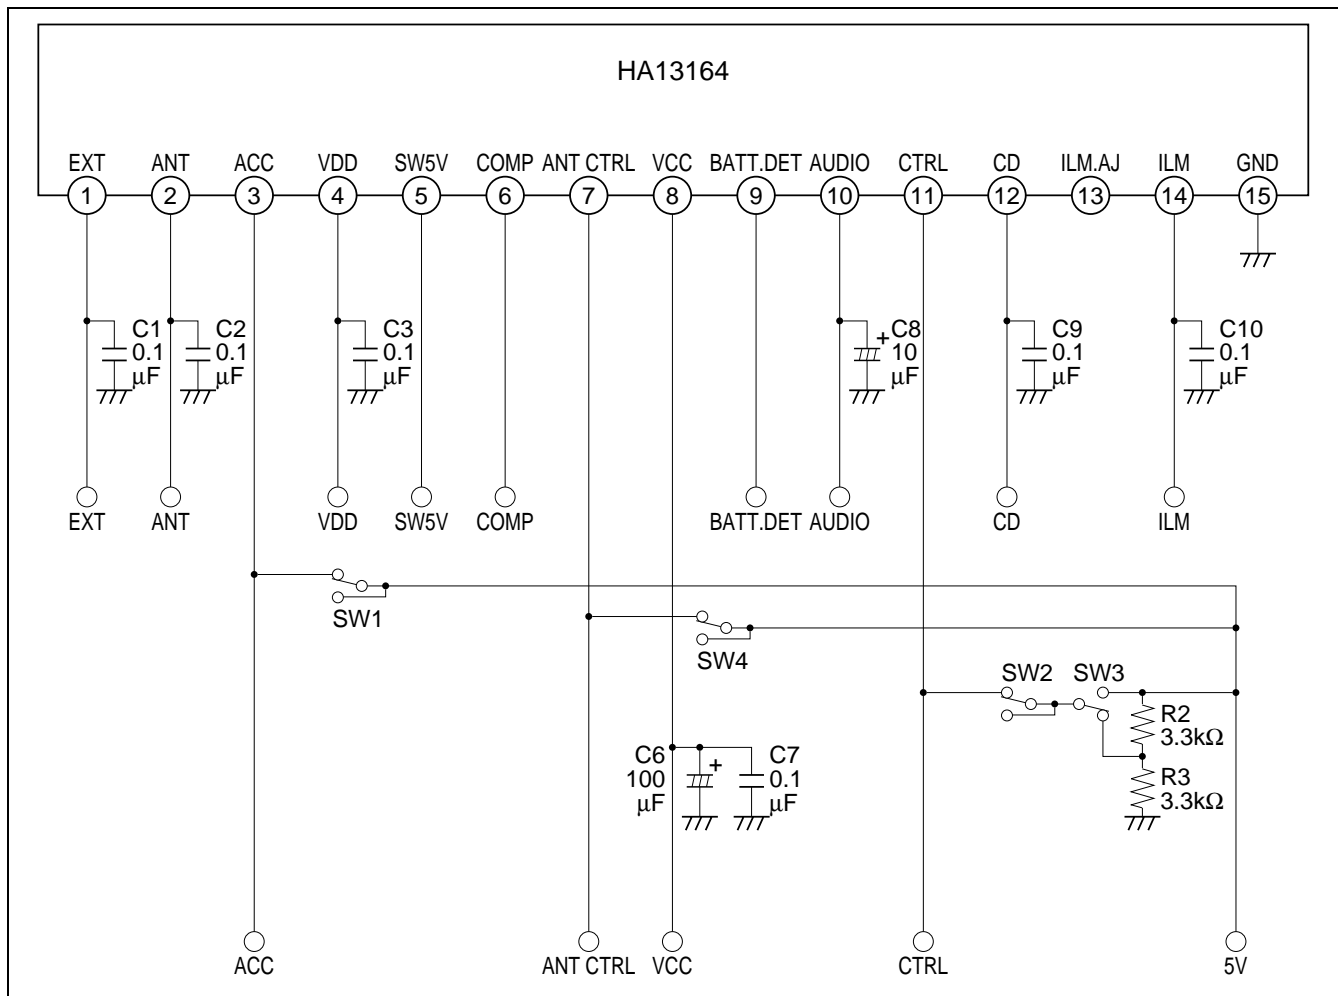 HA13164
EXT ANT ACC VDD SW5V COMP ANT CTRL VCC BATT.DET AUDIO CTRL CD ILM.AJ ILM GND
1 2 3 4 5 6 7 8 9 10 11 12 13 14 15
C1
0.1
μF
C2
0.1
μF
C3
0.1
μF
+
C8
10
μF
C9
0.1
μF
C10
0.1
μF
EXT ANT VDD SW5V COMP BATT.DET AUDIO CD ILM
SW1
SW4
SW2 SW3
R2
3.3kΩ
R3
3.3kΩ
C6
100
μF
+
C7
0.1
μF
ACC ANT CTRL VCC CTRL 5V